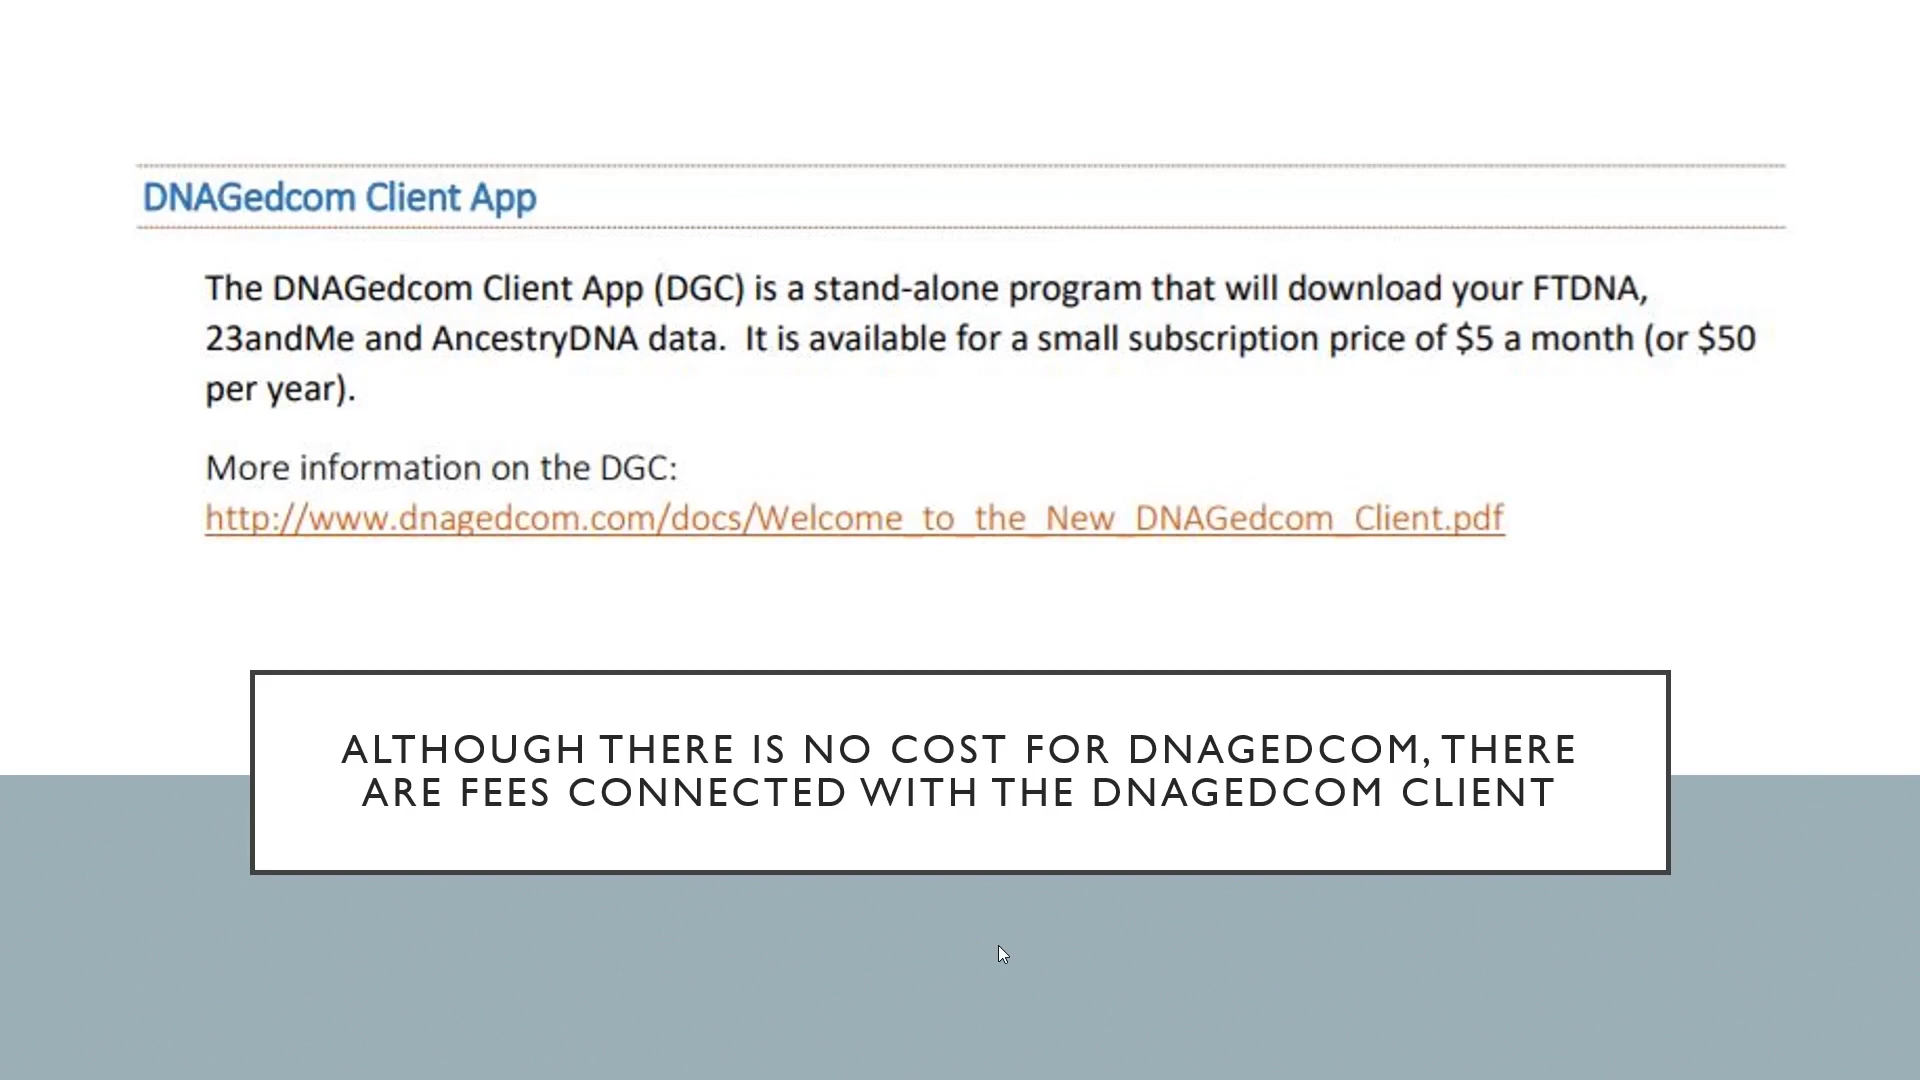 DNAGedcom Client App
The DNAGedcom Client App (DGC) is a stand-alone program that will download your FTDNA,
23andMe and AncestryDNA data.  It is available for a small subscription price of $5 a month (or $50
per year).
More information on the DGC:
http://www.dnagedcom.com/docs/Welcome_to_the_New_DNAGedcom_Client.pdf
ALTHOUGH THERE IS NO COST FOR DNAGEDCOM, THERE
ARE FEES CONNECTED WITH THE DNAGEDCOM CLIENT